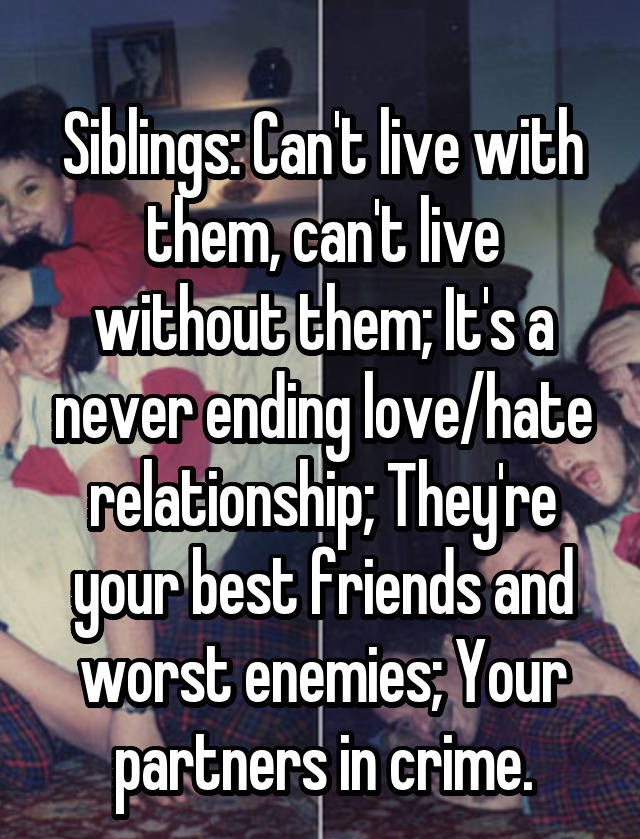 Siblings: Can't live with
them, can't live
without them; It's a
never ending love/hate
relationship; They're
your best friends and
worst enemies; Your
partners in crime.